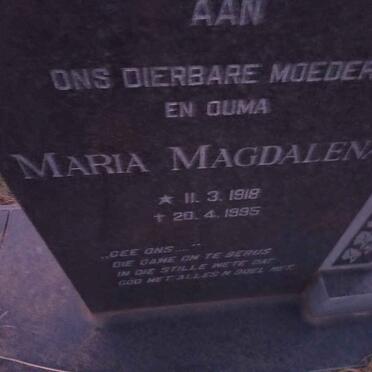 AAN
ONS DIERBARE MOEDER
EN OUMA
MARIA MAGDALENA
★ 11. 3. 1918
✝ 20. 4. 1995
„GEE ONS.....„
DIE GAWE OM TE BERUS
IN DIE STILLE WETE DAT
GOD MET ALLES 'N DOEL HET.